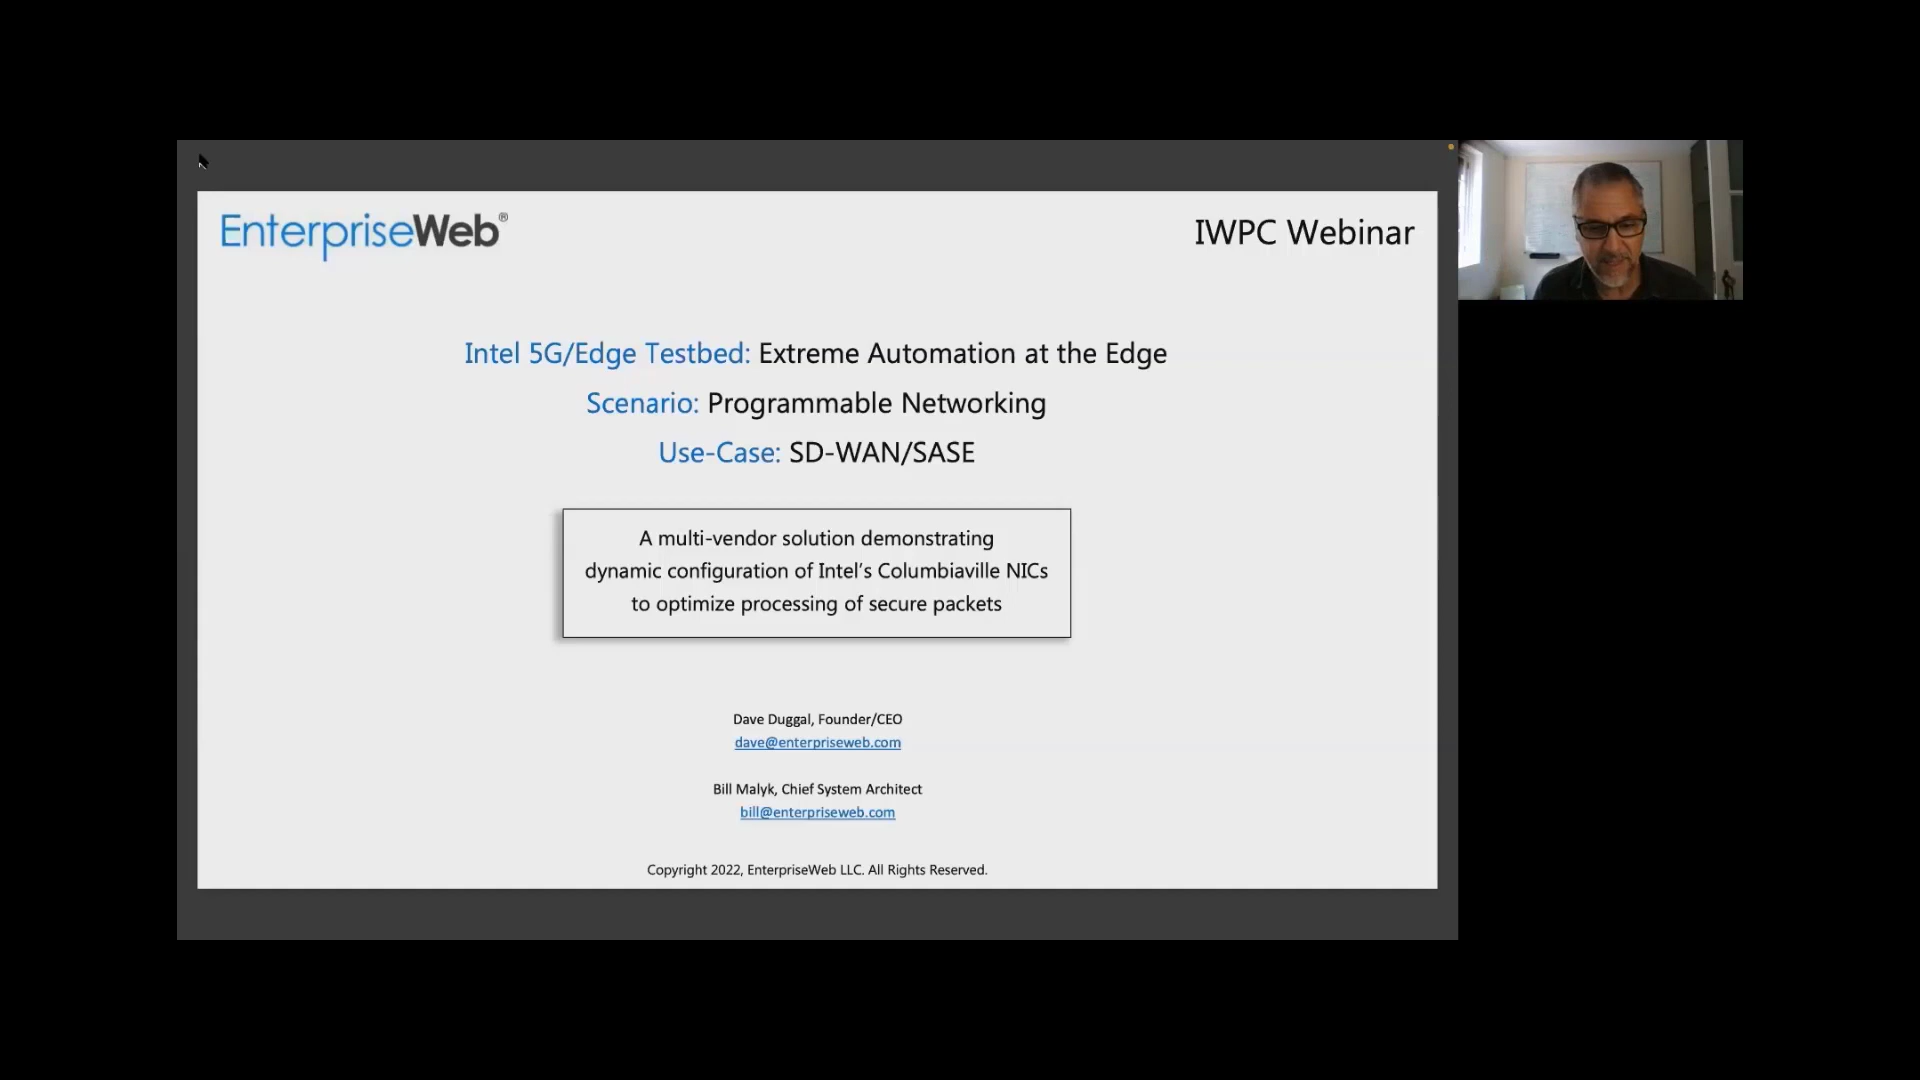 EnterpriseWeb®
IWPC Webinar
Intel 5G/Edge Testbed: Extreme Automation at the Edge
Scenario: Programmable Networking
Use-Case: SD-WAN/SASE
A multi-vendor solution demonstrating
dynamic configuration of Intel's Columbiaville NICs
to optimize processing of secure packets
Dave Duggal, Founder/CEO
dave@enterpriseweb.com
Bill Malyk, Chief System Architect
bill@enterpriseweb.com
Copyright 2022, EnterpriseWeb LLC. All Rights Reserved.